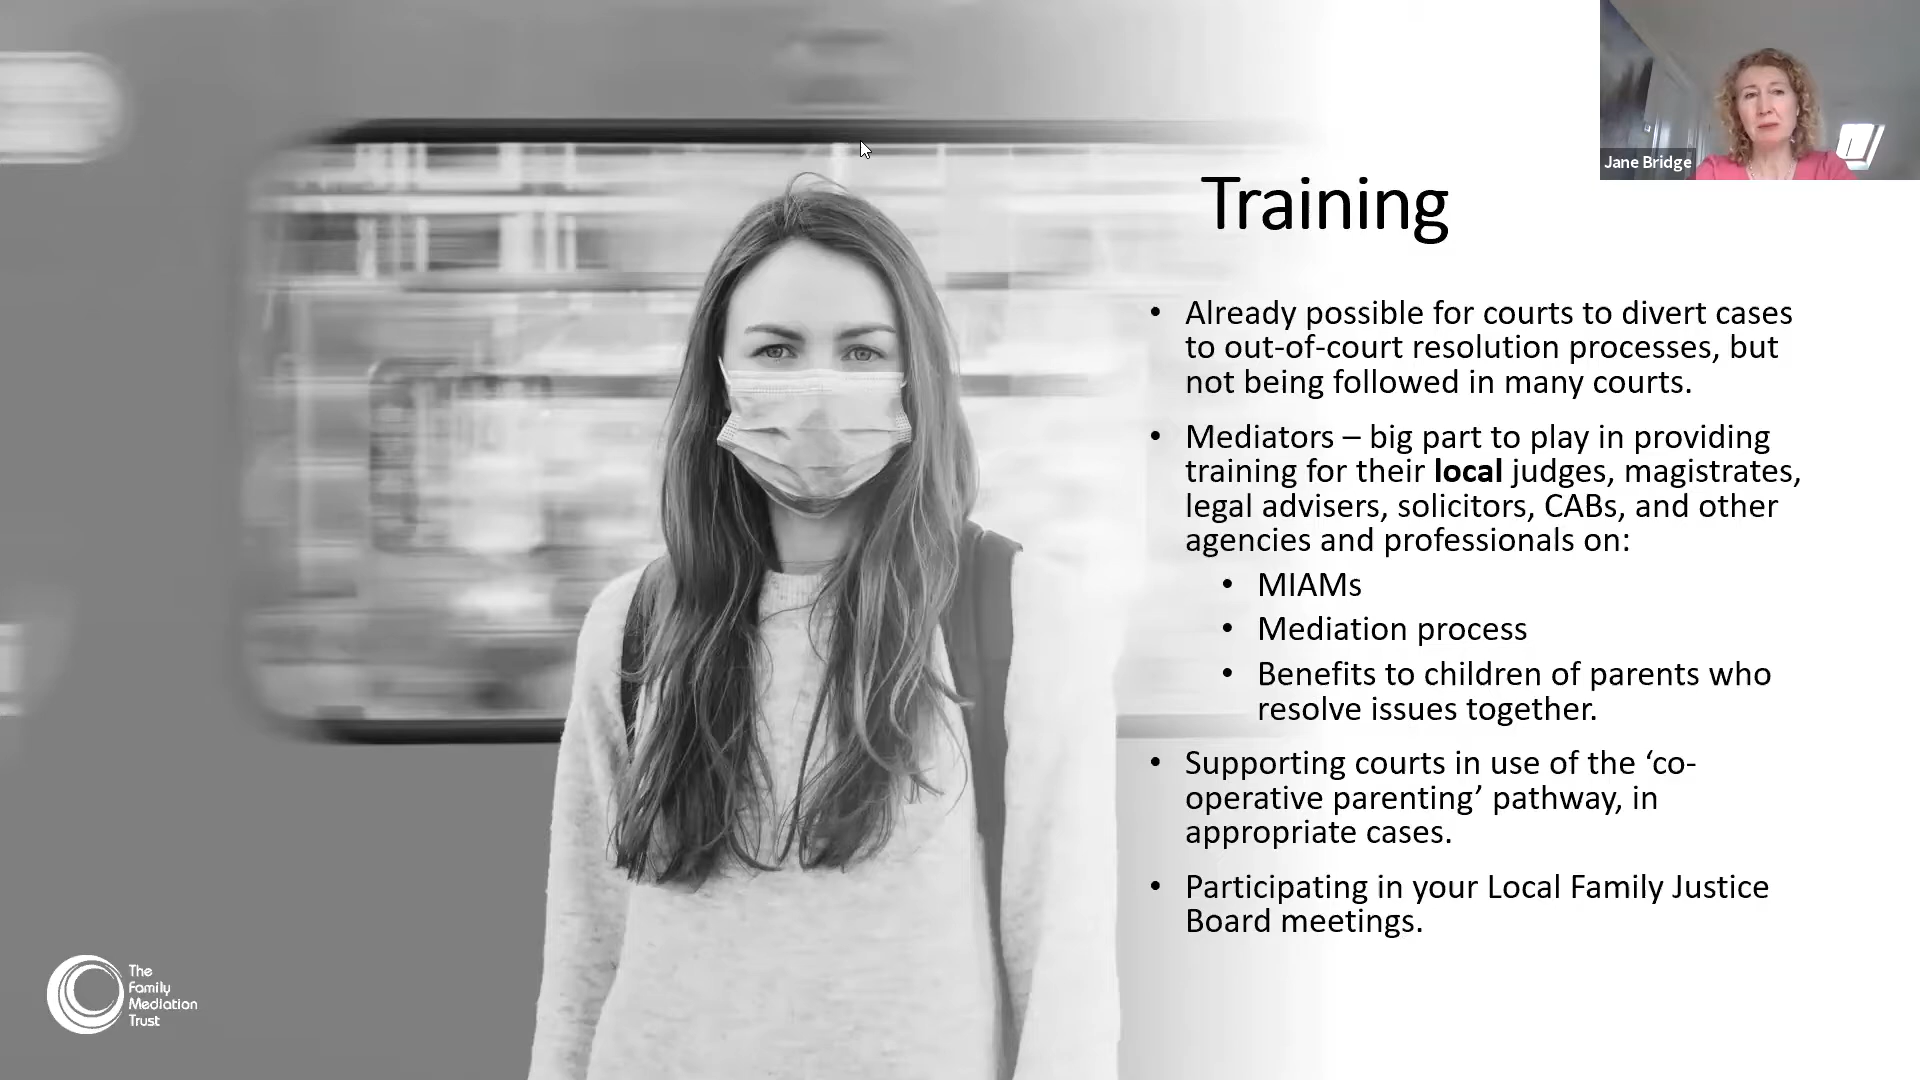 Jane Bridge
Training
• Already possible for courts to divert cases
to out-of-court resolution processes, but
not being followed in many courts.
• Mediators – big part to play in providing
training for their local judges, magistrates,
legal advisers, solicitors, CABs, and other
agencies and professionals on:
• MIAMs
• Mediation process
• Benefits to children of parents who
resolve issues together.
• Supporting courts in use of the ‘co-
operative parenting’ pathway, in
appropriate cases.
• Participating in your Local Family Justice
Board meetings.
The
Family
Mediation
Trust